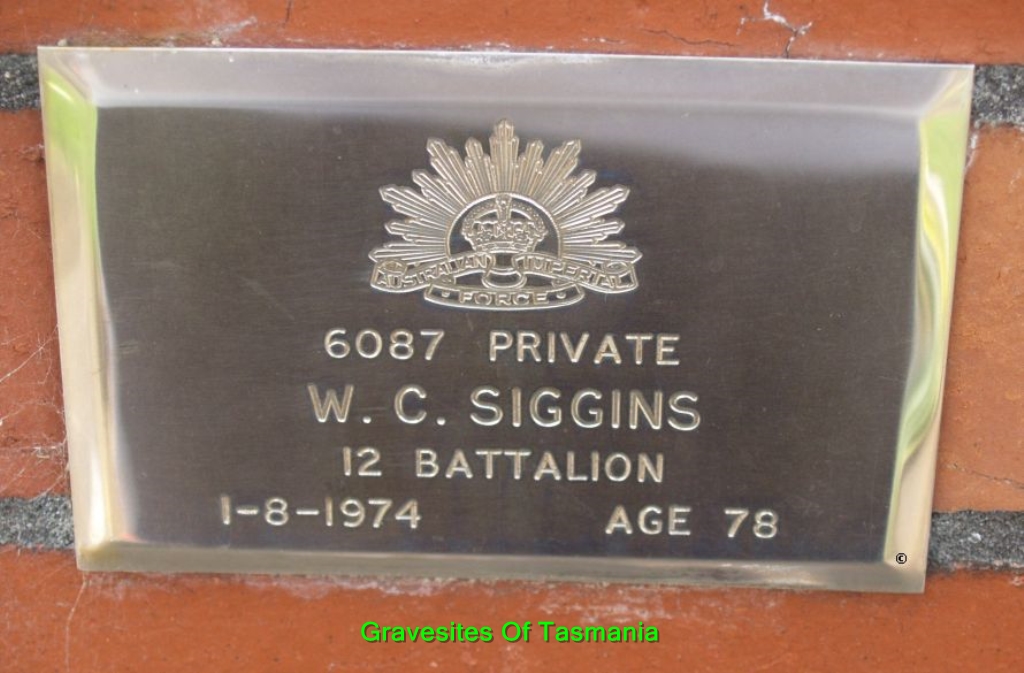 AUSTRALIAN IMPERIAL
FORCE
6087 PRIVATE
W. C. SIGGINS
12 BATTALION
1-8-1974 AGE 78
©
Gravesites Of Tasmania